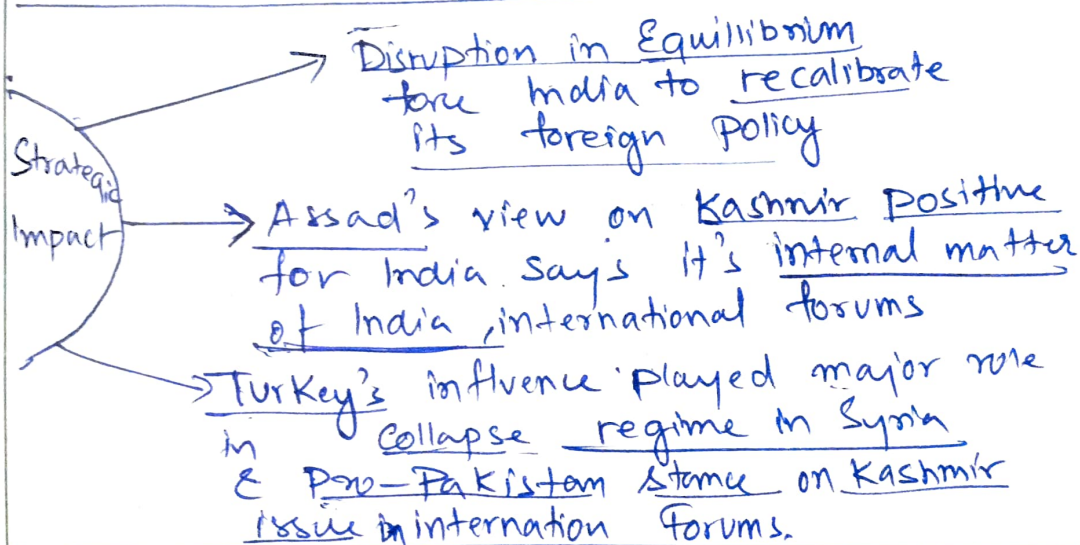 Disruption in Equillibrium
force India to recalibrate
its foreign policy
Strategic
Impact
Assad's view on Kashmir positive
for India. says it's internal matter
of India, international forums
Turkey's influence played major role
in collapse regime in Syria
& Pro-Pakistan stance on Kashmir
issue in internation forums.